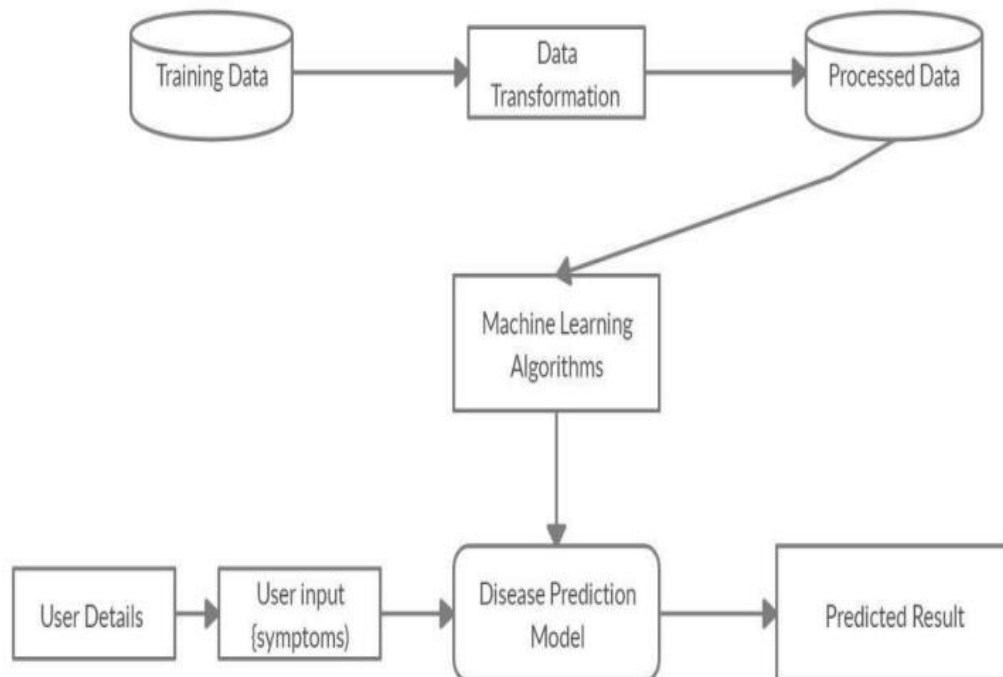 Training Data
Data
Transformation
Processed Data
Machine Learning
Algorithms
User Details
User input
{symptoms)
Disease Prediction
Model
Predicted Result